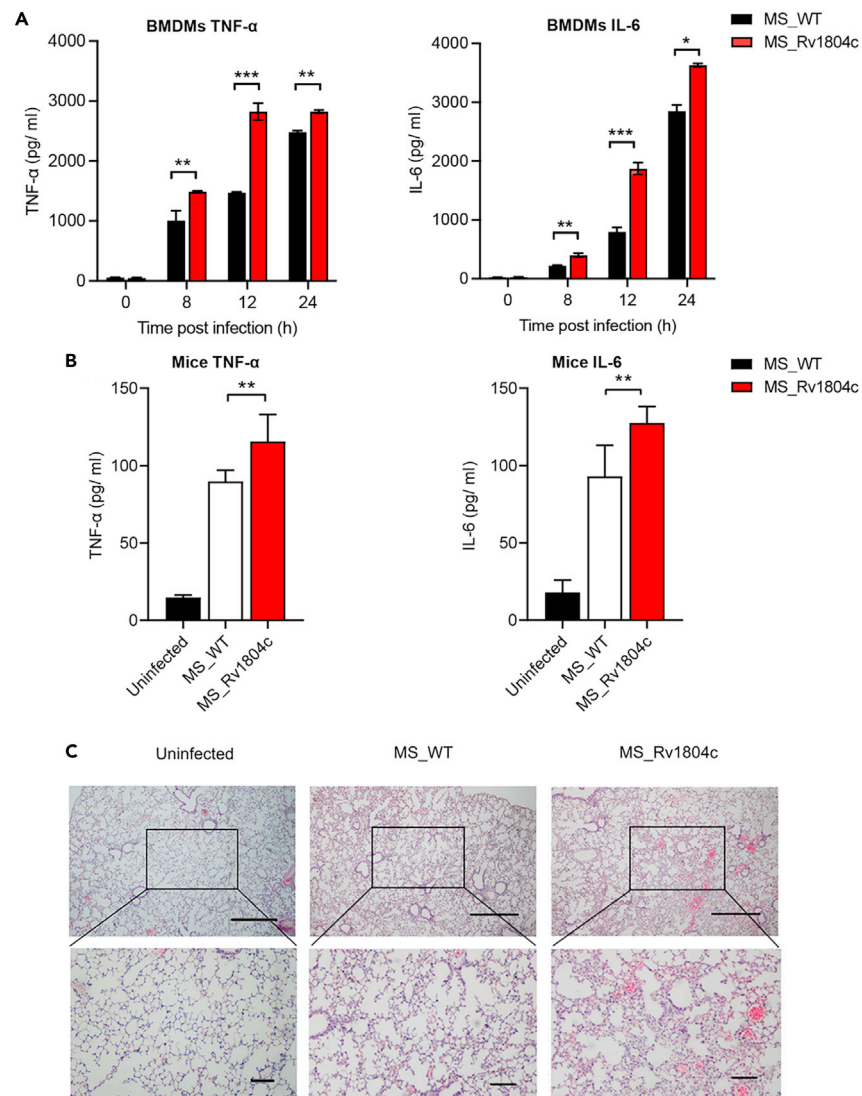 A
BMDMs TNF-α
TNF-α (pg/ ml)
4000
3000
2000
1000
0
**
***
**
0 8 12 24
Time post infection (h)
BMDMs IL-6
IL-6 (pg/ ml)
4000
3000
2000
1000
0
**
***
*
0 8 12 24
Time post infection (h)
MS_WT
MS_Rv1804c
B
Mice TNF-α
TNF-α (pg/ ml)
150
100
50
0
**
Uninfected
MS_WT
MS_Rv1804c
Mice IL-6
IL-6 (pg/ ml)
150
100
50
0
**
Uninfected
MS_WT
MS_Rv1804c
MS_WT
MS_Rv1804c
C
Uninfected MS_WT MS_Rv1804c